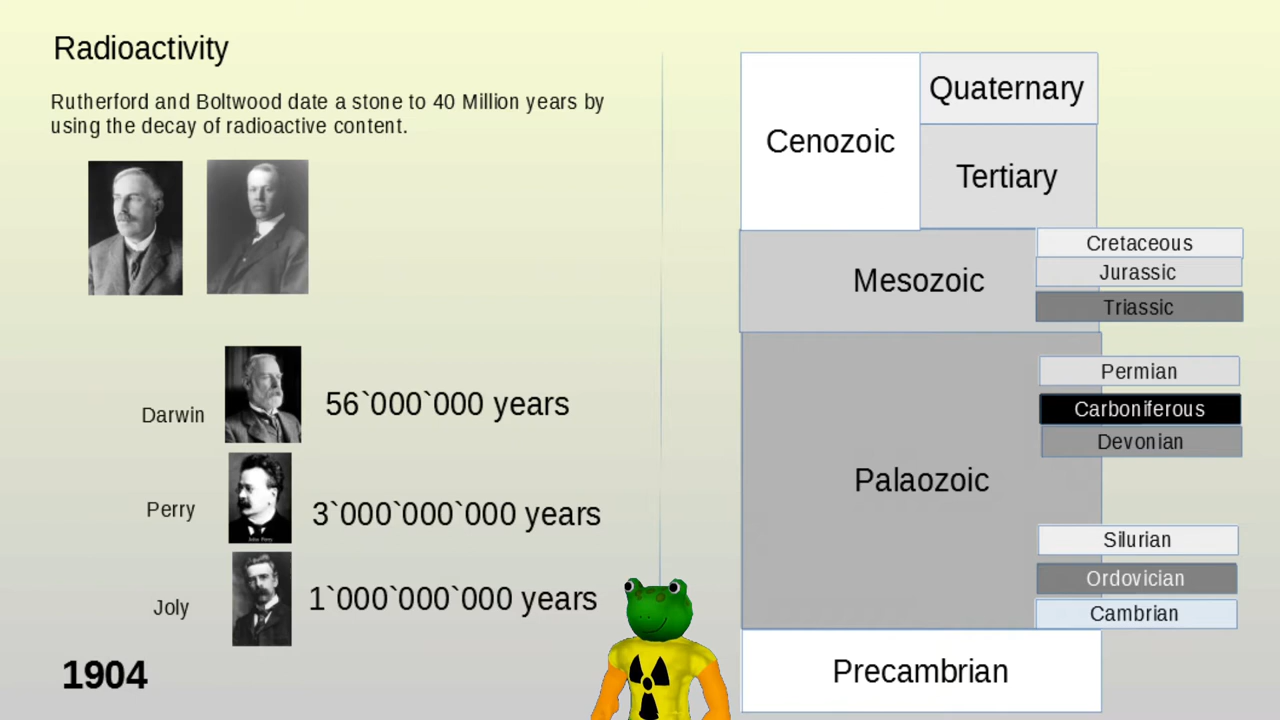 Radioactivity
Rutherford and Boltwood date a stone to 40 Million years by
using the decay of radioactive content.
Darwin
56`000`000 years
Perry
3`000`000`000 years
Joly
1`000`000`000 years
1904
Cenozoic
Quaternary
Tertiary
Mesozoic
Cretaceous
Jurassic
Triassic
Palaozoic
Permian
Carboniferous
Devonian
Silurian
Ordovician
Cambrian
Precambrian